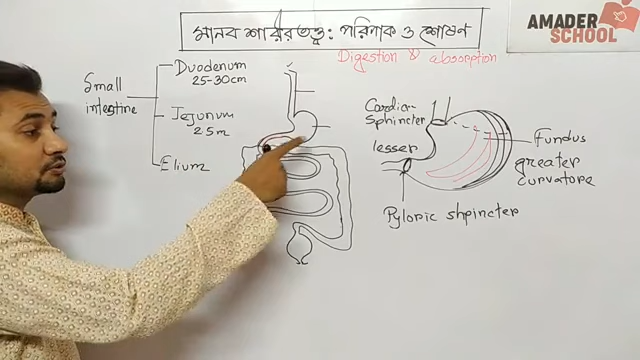 মানব শারীরতত্ত্ব: পরিপাক ও শোষণ
Digestion & absorption
AMADER
SCHOOL
Small
intestine
Duodenum
25-30cm
Jejunum
2.5m
Elium
Cardiac
Sphincter
lesser
Fundus
greater
curvature
Pyloric shpincter